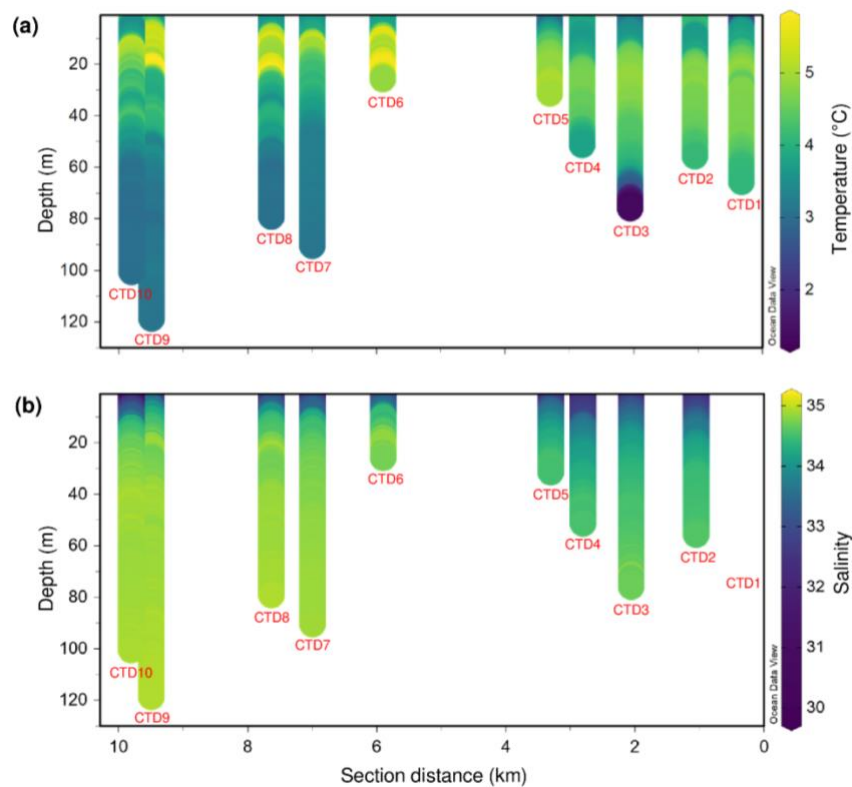 (a)
20
40
60
80
100
120
Depth (m)
CTD10
CTD9
CTD8
CTD7
CTD6
CTD5
CTD4
CTD3
CTD2
CTD1
Ocean Data View
5
4
3
2
Temperature (°C)
(b)
20
40
60
80
100
120
Depth (m)
CTD10
CTD9
CTD8
CTD7
CTD6
CTD5
CTD4
CTD3
CTD2
CTD1
Ocean Data View
35
34
33
32
31
30
Salinity
10
8
6
4
2
0
Section distance (km)